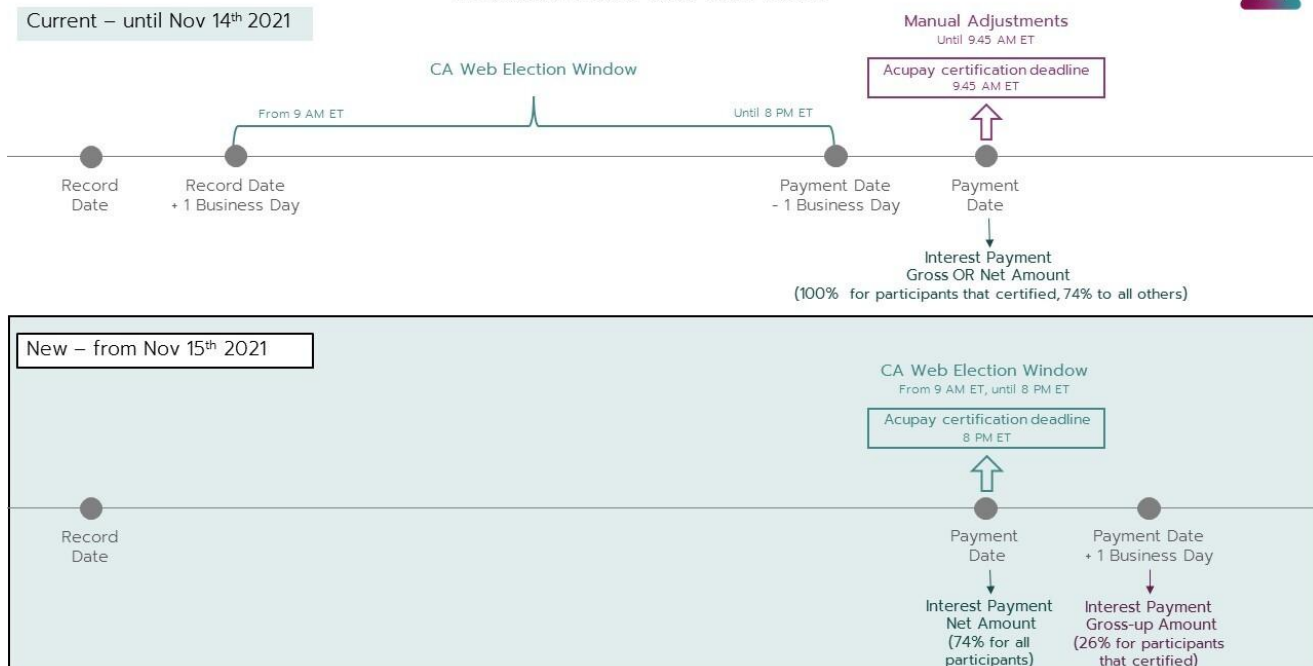 Current – until Nov 14th 2021
Manual Adjustments
Until 9.45 AM ET
CA Web Election Window
Acupay certification deadline
9.45 AM ET
From 9 AM ET
Until 8 PM ET
Record
Date
Record Date
+ 1 Business Day
Payment Date
- 1 Business Day
Payment
Date
Interest Payment
Gross OR Net Amount
(100% for participants that certified, 74% to all others)
New – from Nov 15th 2021
CA Web Election Window
From 9 AM ET, until 8 PM ET
Acupay certification deadline
8 PM ET
Record
Date
Payment
Date
Payment Date
+ 1 Business Day
Interest Payment
Net Amount
(74% for all
participants)
Interest Payment
Gross-up Amount
(26% for participants
that certified)